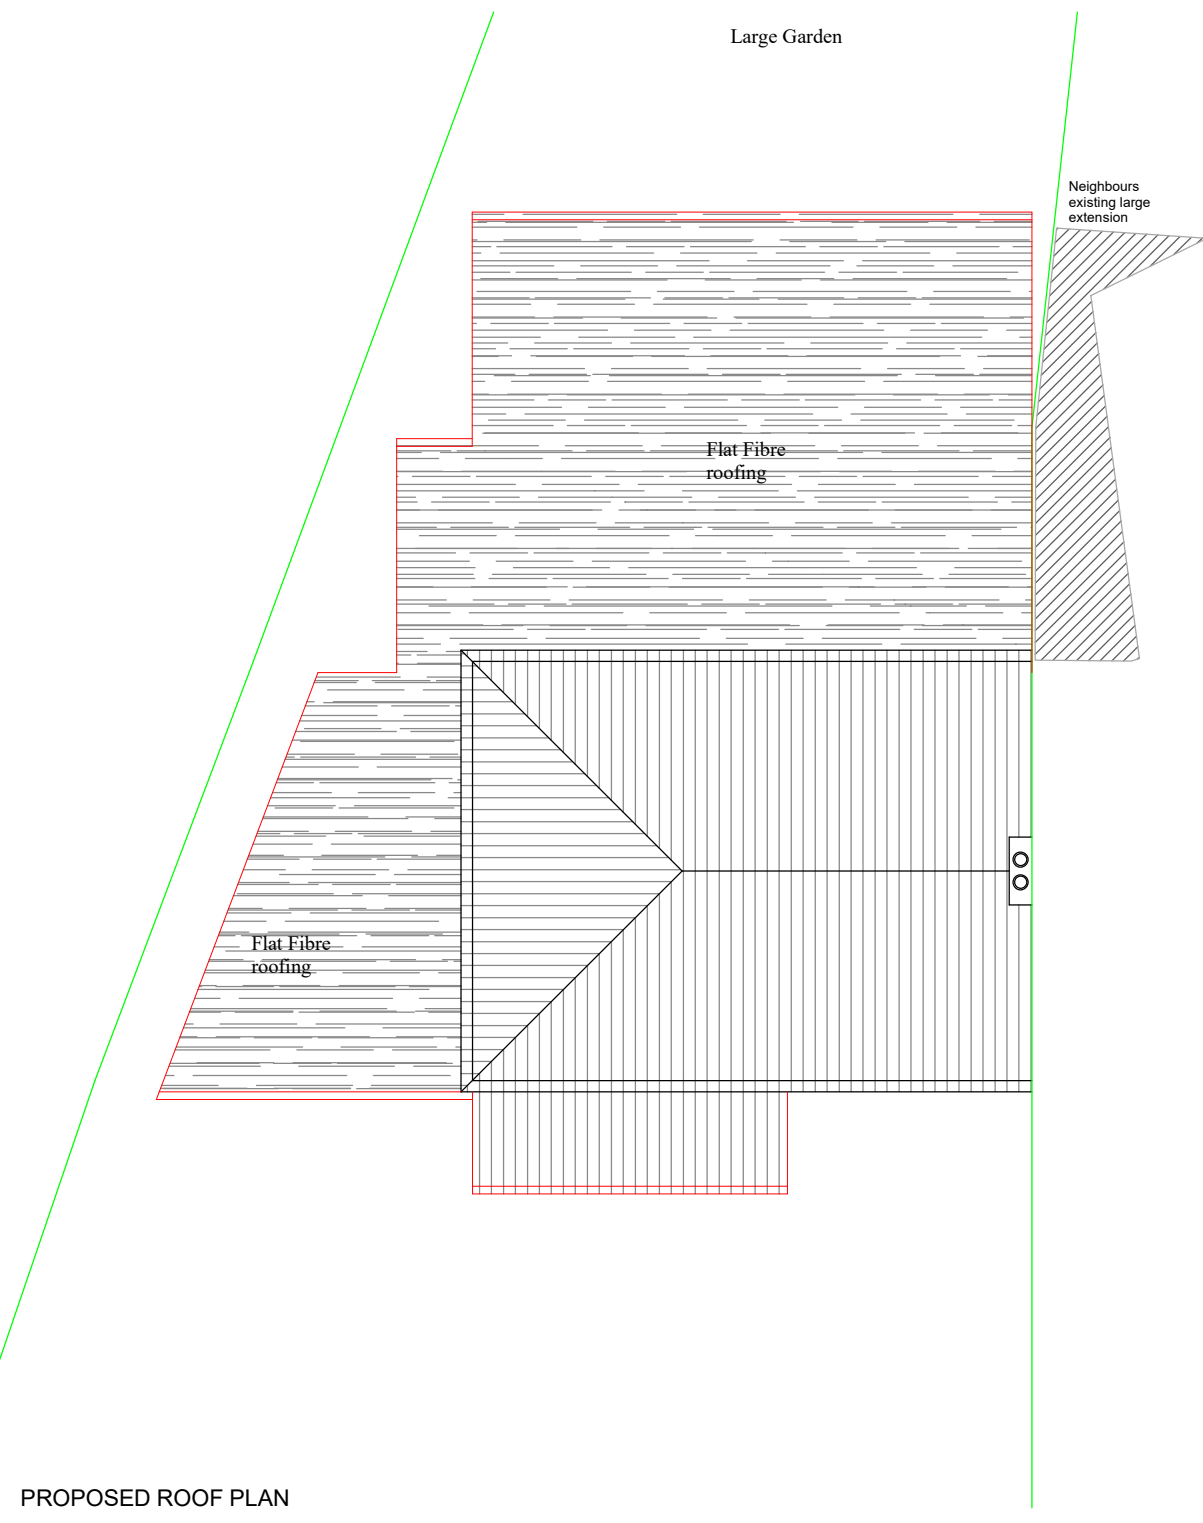 Large Garden
Neighbours
existing large
extension
Flat Fibre
roofing
Flat Fibre
roofing
PROPOSED ROOF PLAN